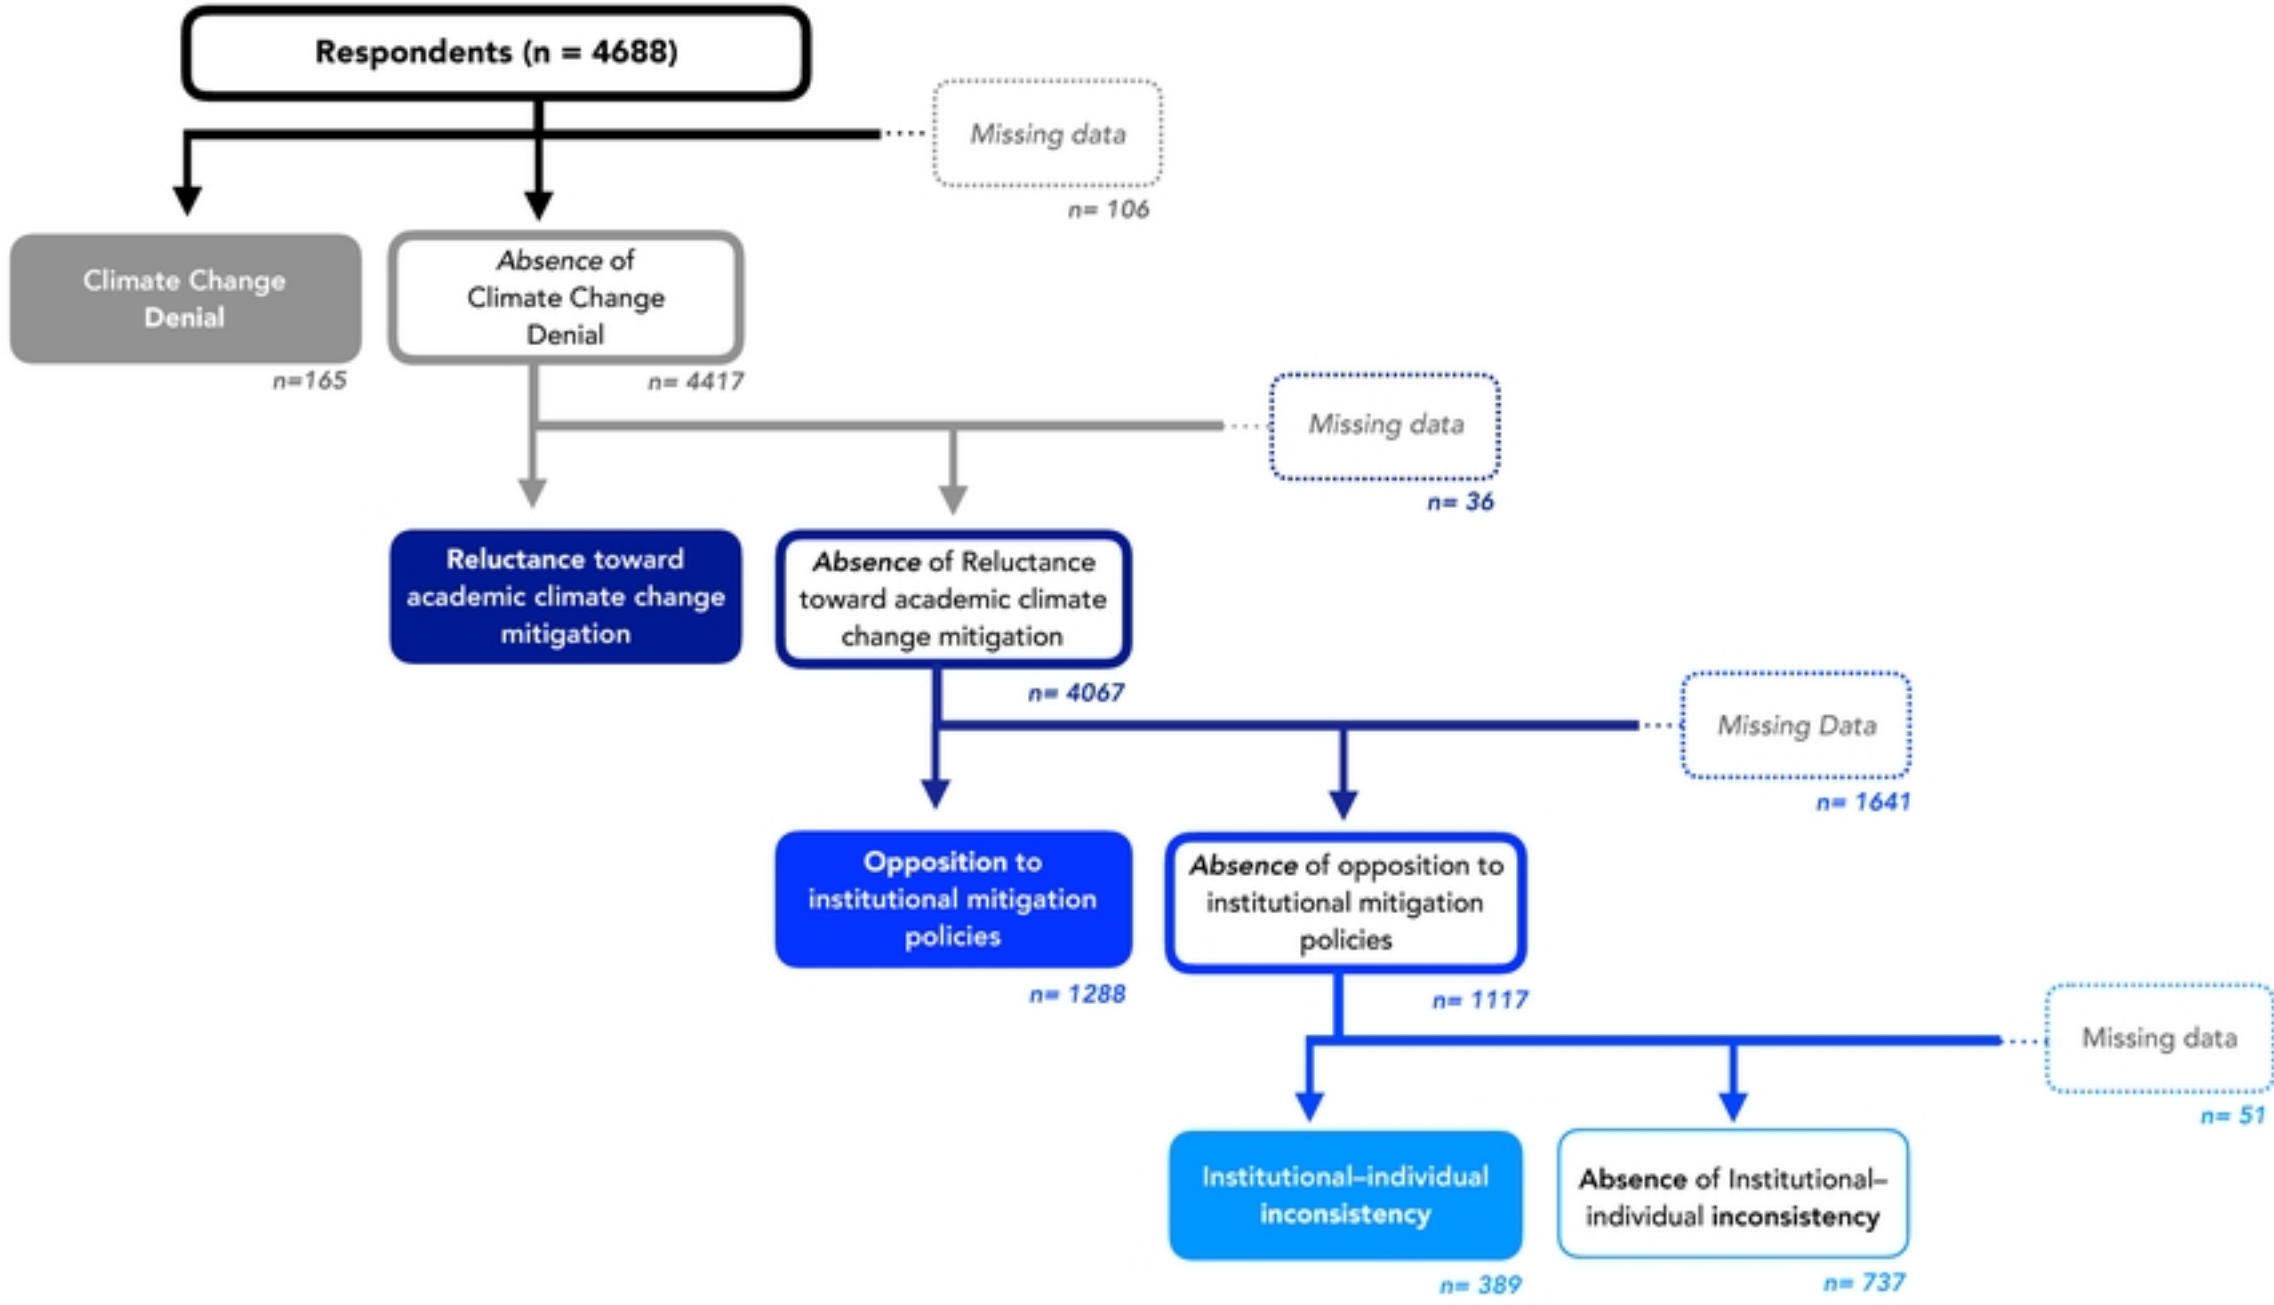 Respondents (n = 4688)
Missing data
n= 106
Climate Change
Denial
n=165
Absence of
Climate Change
Denial
n= 4417
Missing data
n= 36
Reluctance toward
academic climate change
mitigation
Absence of Reluctance
toward academic climate
change mitigation
n= 4067
Missing Data
n= 1641
Opposition to
institutional mitigation
policies
n= 1288
Absence of opposition to
institutional mitigation
policies
n= 1117
Missing data
n= 51
Institutional–individual
inconsistency
n= 389
Absence of Institutional–
individual inconsistency
n= 737